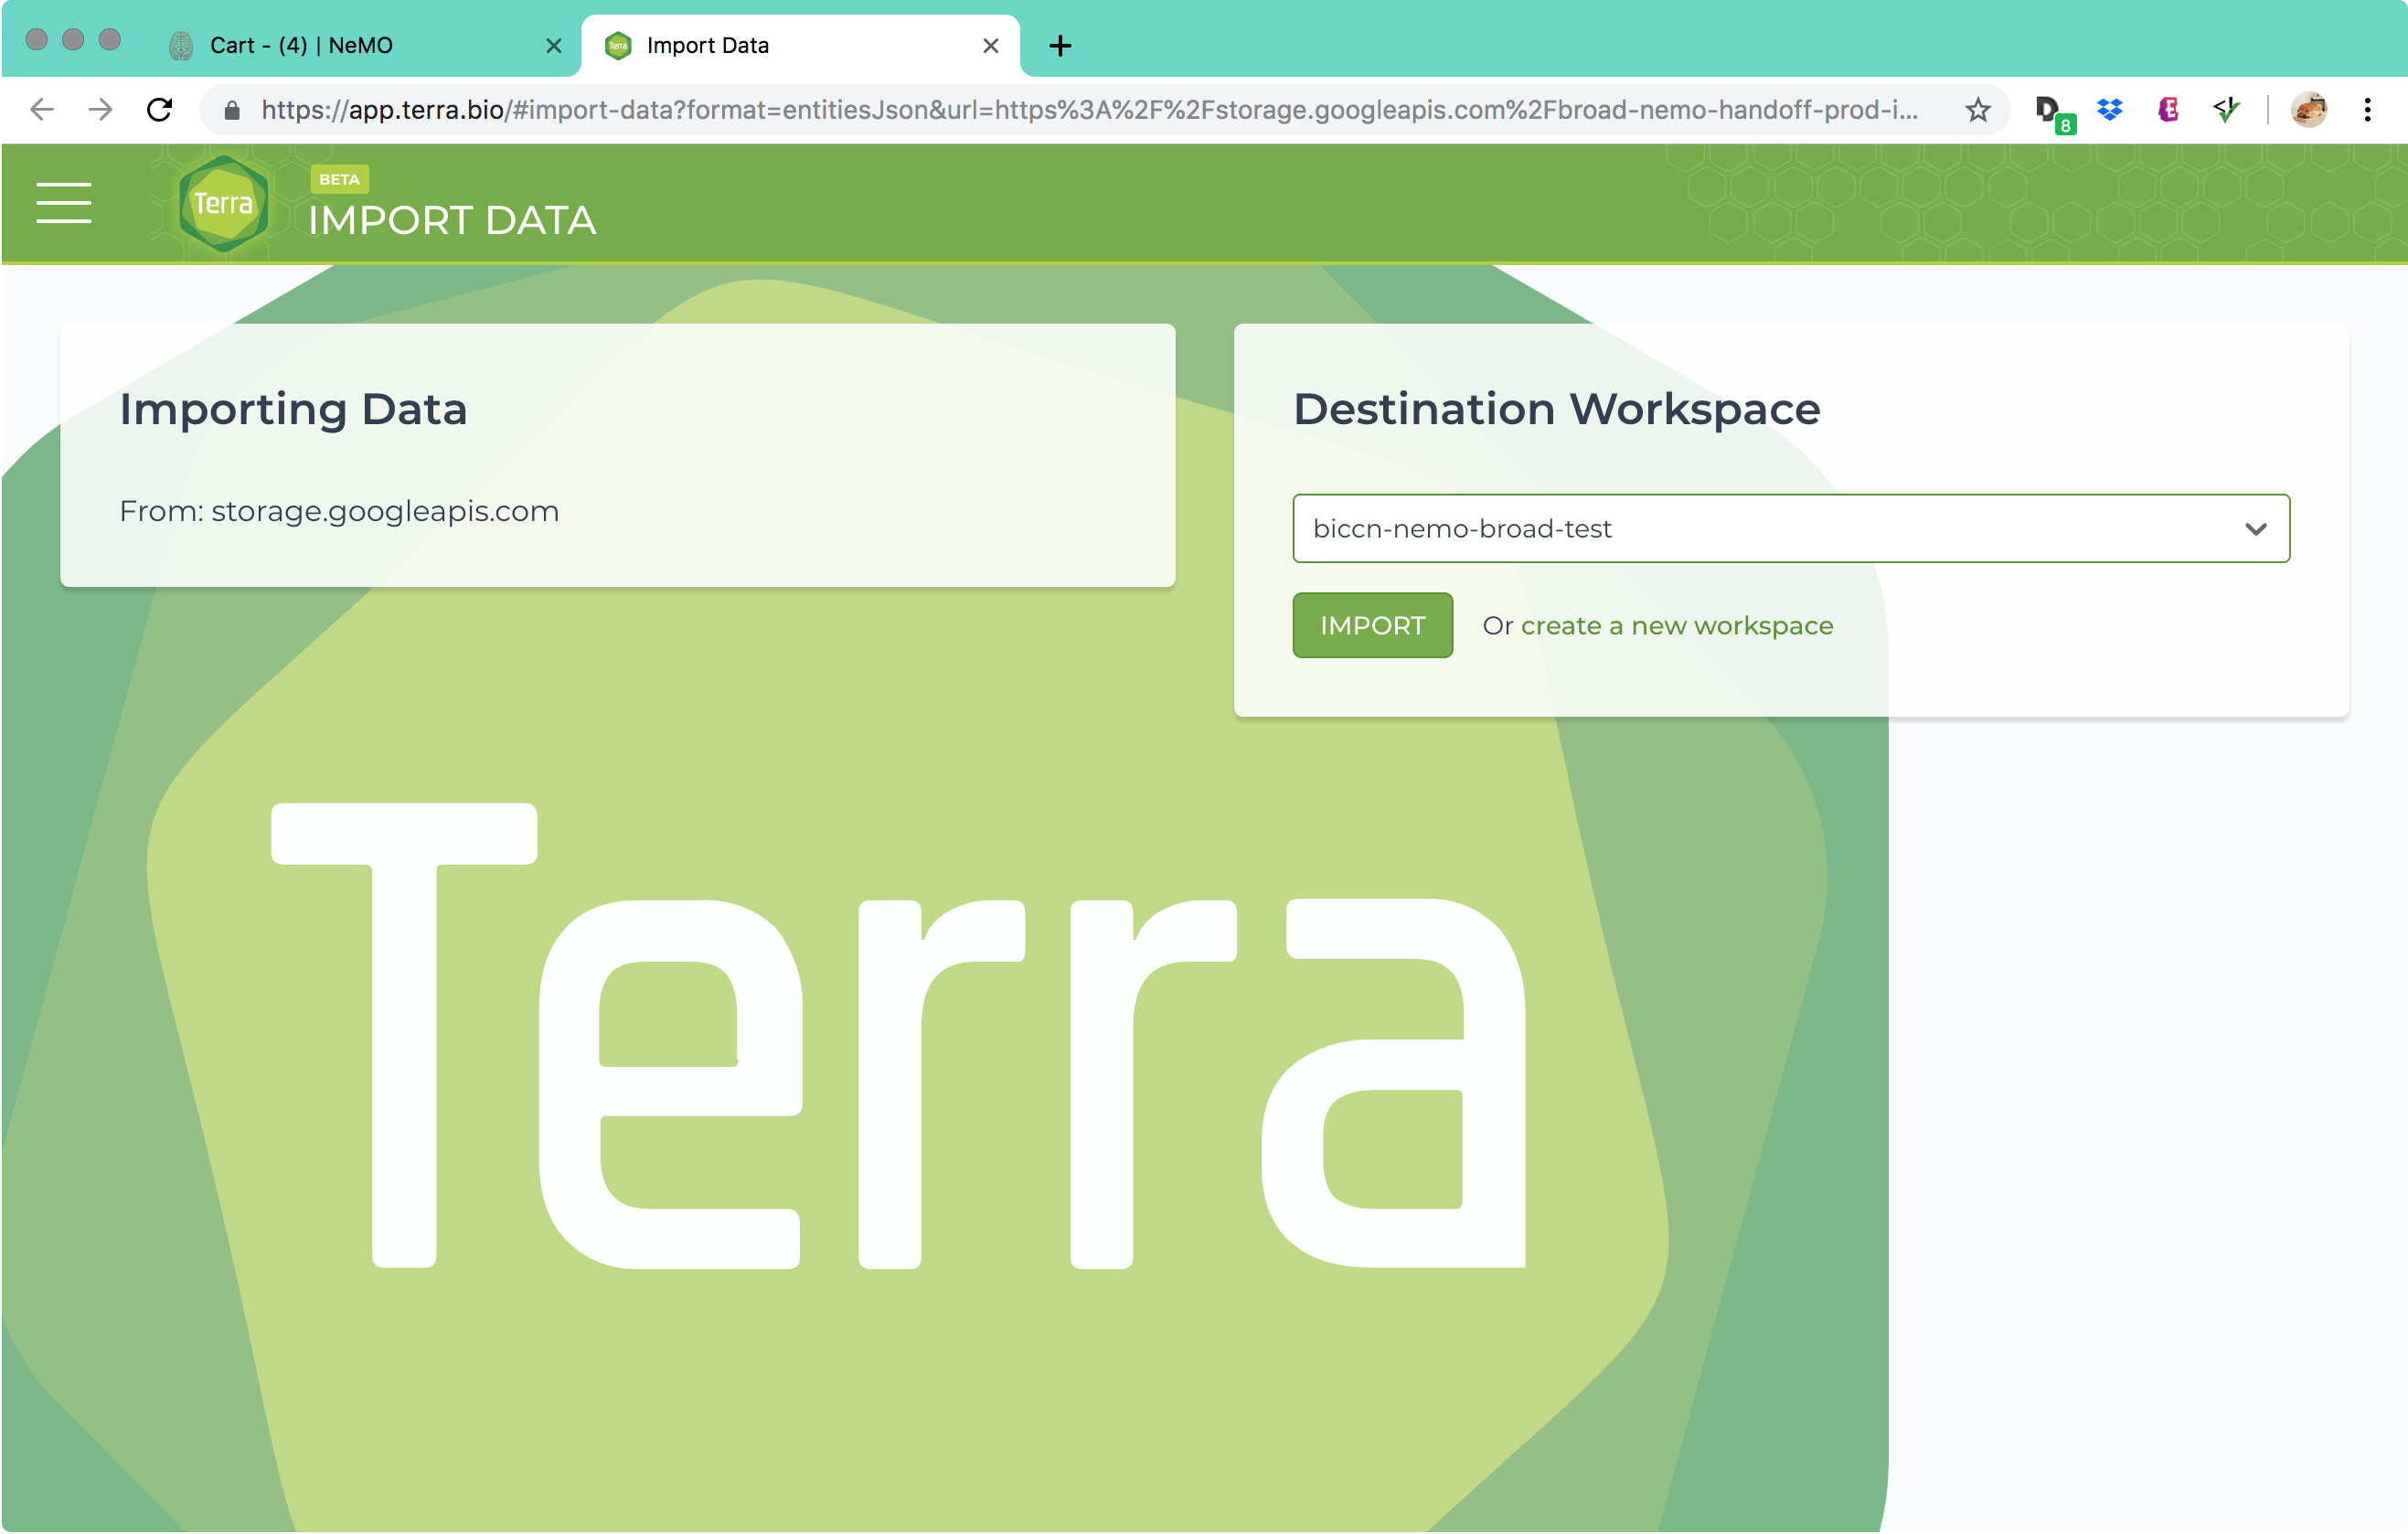 Cart - (4) | NeMO
Terra
Import Data
https://app.terra.bio/#import-data?format=entitiesJson&url=https%3A%2F%2Fstorage.googleapis.com%2Fbroad-nemo-handoff-prod-i...
8
Terra
BETA
IMPORT DATA
Importing Data
From: storage.googleapis.com
Destination Workspace
biccn-nemo-broad-test
IMPORT
Or create a new workspace
Terra